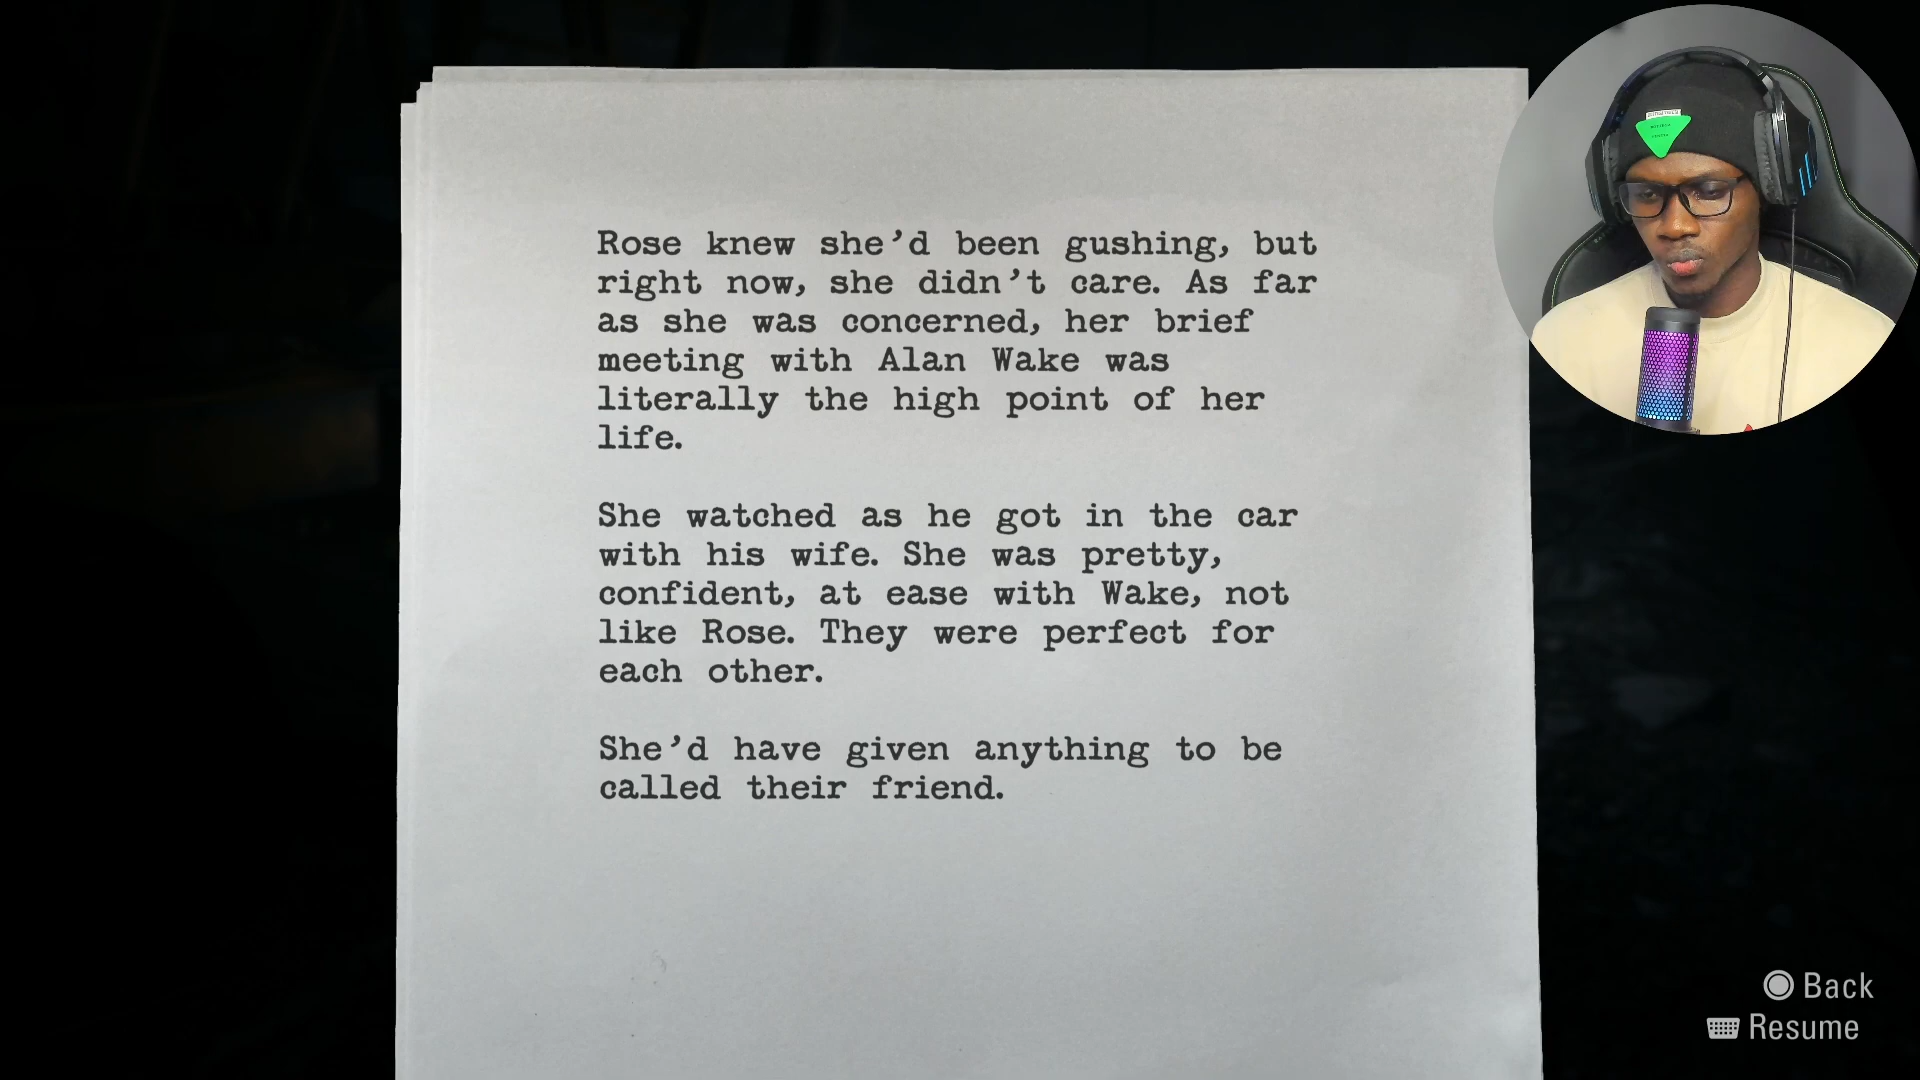 Rose knew she’d been gushing, but
right now, she didn’t care. As far
as she was concerned, her brief
meeting with Alan Wake was
literally the high point of her
life.
She watched as he got in the car
with his wife. She was pretty,
confident, at ease with Wake, not
like Rose. They were perfect for
each other.
She’d have given anything to be
called their friend.
Back
Resume